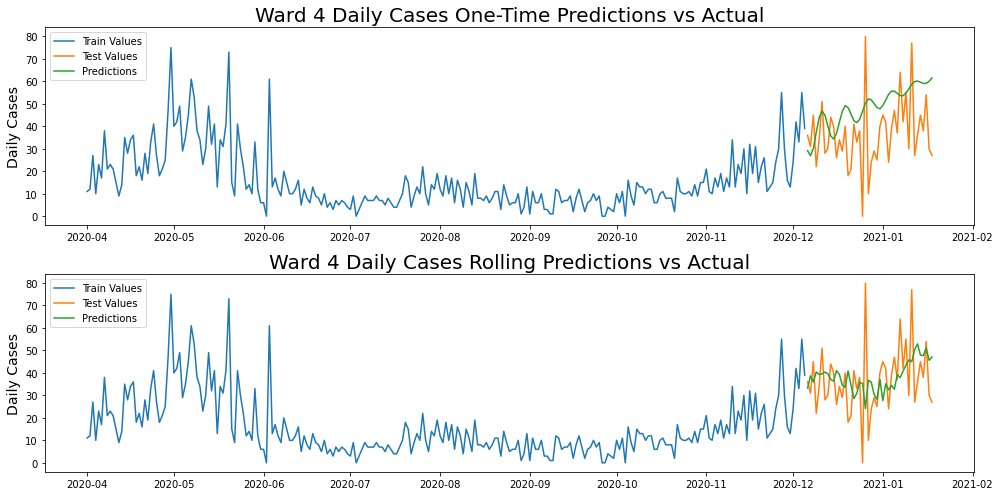 Ward 4 Daily Cases One-Time Predictions vs Actual
Daily Cases
80
70
60
50
40
30
20
10
0
Train Values
Test Values
Predictions
2020-04 2020-05 2020-06 2020-07 2020-08 2020-09 2020-10 2020-11 2020-12 2021-01 2021-02
Ward 4 Daily Cases Rolling Predictions vs Actual
Daily Cases
80
70
60
50
40
30
20
10
0
Train Values
Test Values
Predictions
2020-04 2020-05 2020-06 2020-07 2020-08 2020-09 2020-10 2020-11 2020-12 2021-01 2021-02